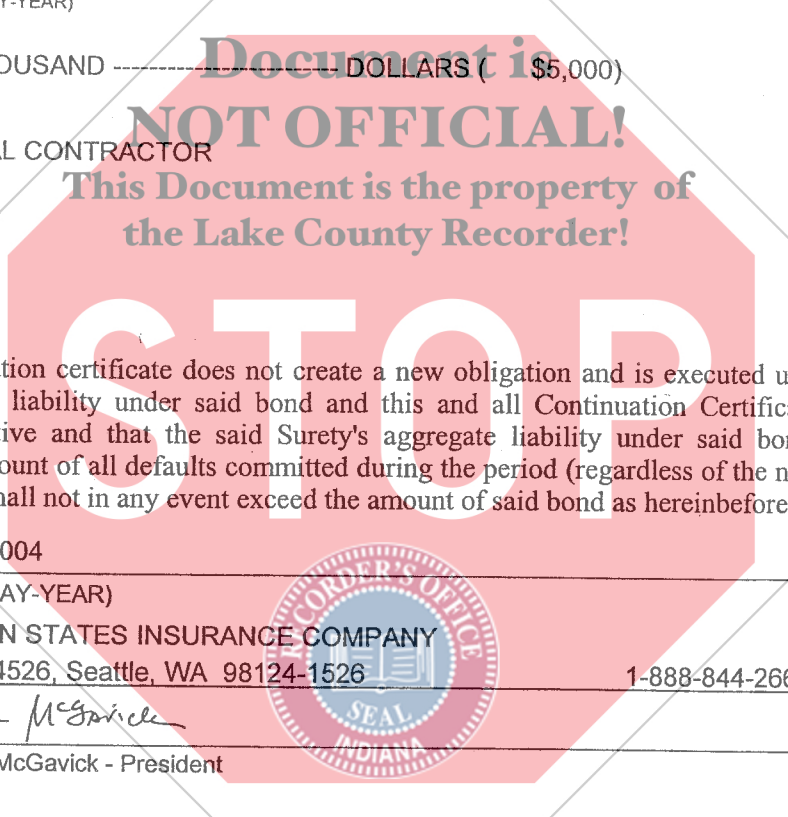 Y-YEAR)
Document is
OUSAND ------------------------- DOLLARS ( $5,000)
NOT OFFICIAL!
L CONTRACTOR
This Document is the property of
the Lake County Recorder!
STOP
tion certificate does not create a new obligation and is executed u
liability under said bond and this and all Continuation Certific
tive and that the said Surety's aggregate liability under said bon
ount of all defaults committed during the period (regardless of the n
hall not in any event exceed the amount of said bond as hereinbefore
004
AY-YEAR)
N STATES INSURANCE COMPANY
4526, Seattle, WA 98124-1526 1-888-844-266
McGavick
McGavick - President
RECORDER'S OFFICE
SEAL
INDIANA